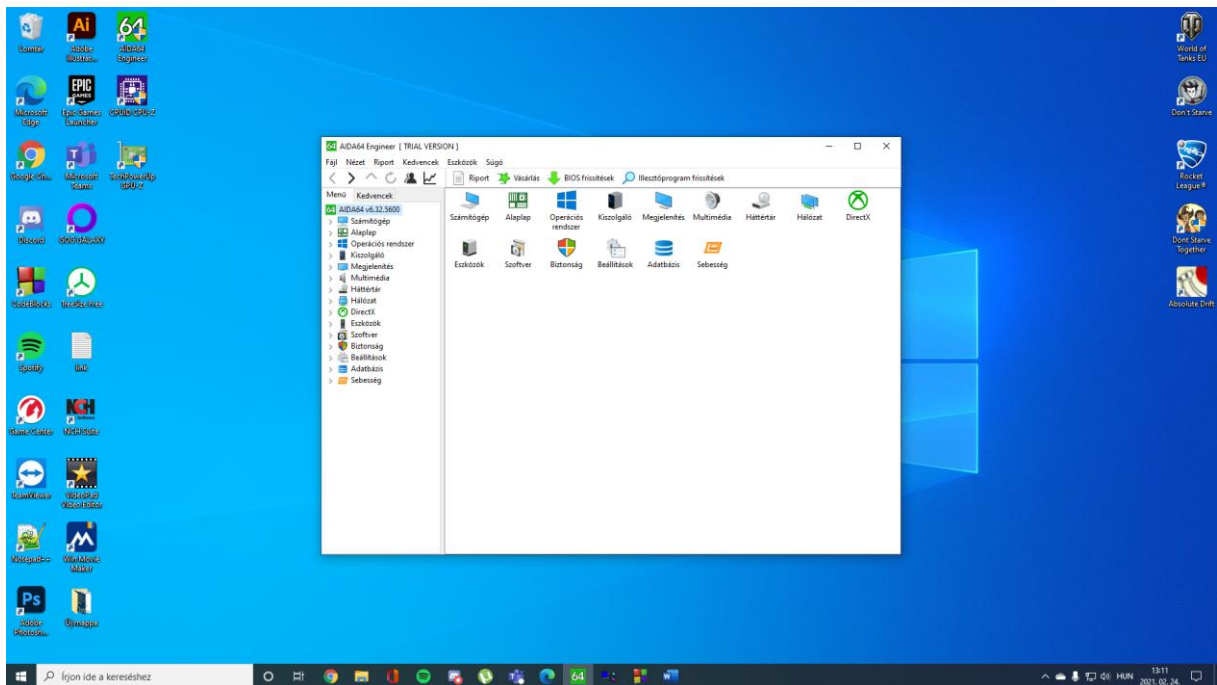 Lomtár
Adobe Illustrat...
AIDA64 Engineer
Microsoft Edge
Epic Games Launcher
CPUID CPU-Z
Google Ch...
Microsoft Teams
TechPowerUp GPU-Z
Discord
GOG GALAXY
CodeBlocks
TreeSize Free
Spotify
link
Game Center
NCH Suite
TeamViewer
VideoPad Video Editor
Notepad++
Win Movie Maker
Adobe Photosh...
Új mappa
World of Tanks EU
Don't Starve
Rocket League®
Dont Starve Together
Absolute Drift
AIDA64 Engineer [ TRIAL VERSION ]
Fájl Nézet Riport Kedvencek Eszközök Súgó
Riport Vásárlás BIOS frissítések Illesztőprogram frissítések
Menü Kedvencek
AIDA64 v6.32.5600
Számítógép
Alaplap
Operációs rendszer
Kiszolgáló
Megjelenítés
Multimédia
Háttértár
Hálózat
DirectX
Eszközök
Szoftver
Biztonság
Beállítások
Adatbázis
Sebesség
Számítógép Alaplap Operációs rendszer Kiszolgáló Megjelenítés Multimédia Háttértár Hálózat DirectX
Eszközök Szoftver Biztonság Beállítások Adatbázis Sebesség
Írjon ide a kereséshez
HUN
13:11
2021. 02. 24.